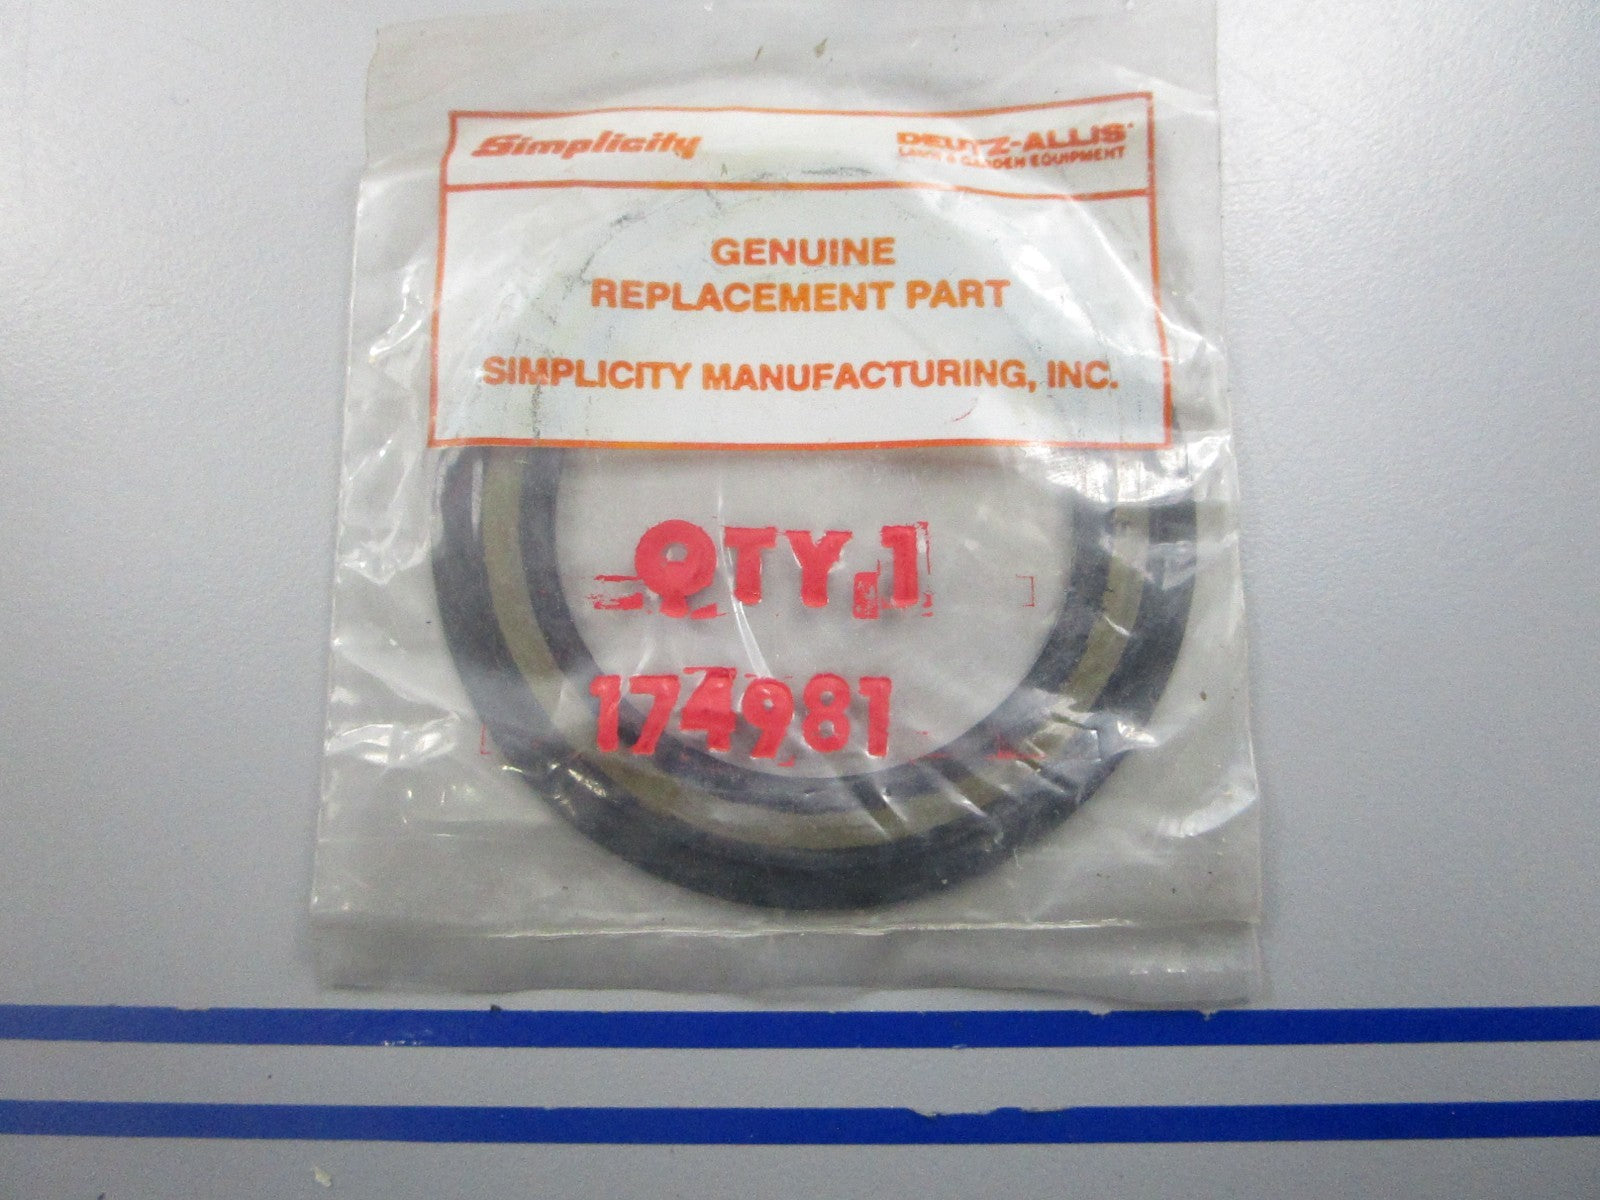 Simplicity
DEUTZ-ALLIS
LAWN & GARDEN EQUIPMENT
GENUINE
REPLACEMENT PART
SIMPLICITY MANUFACTURING, INC.
QTY.1
174981